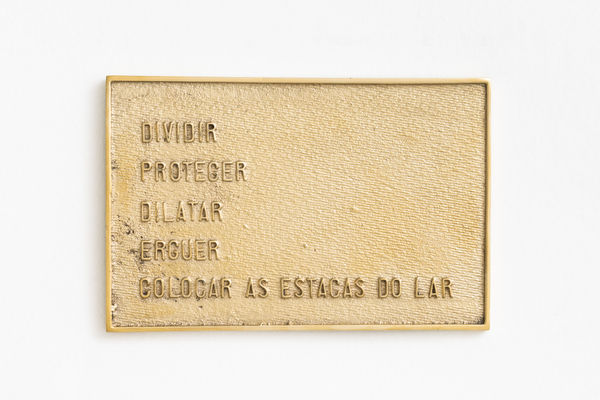 DIVIDIR
PROTEGER
DILATAR
ERGUER
COLOCAR AS ESTACAS DO LAR